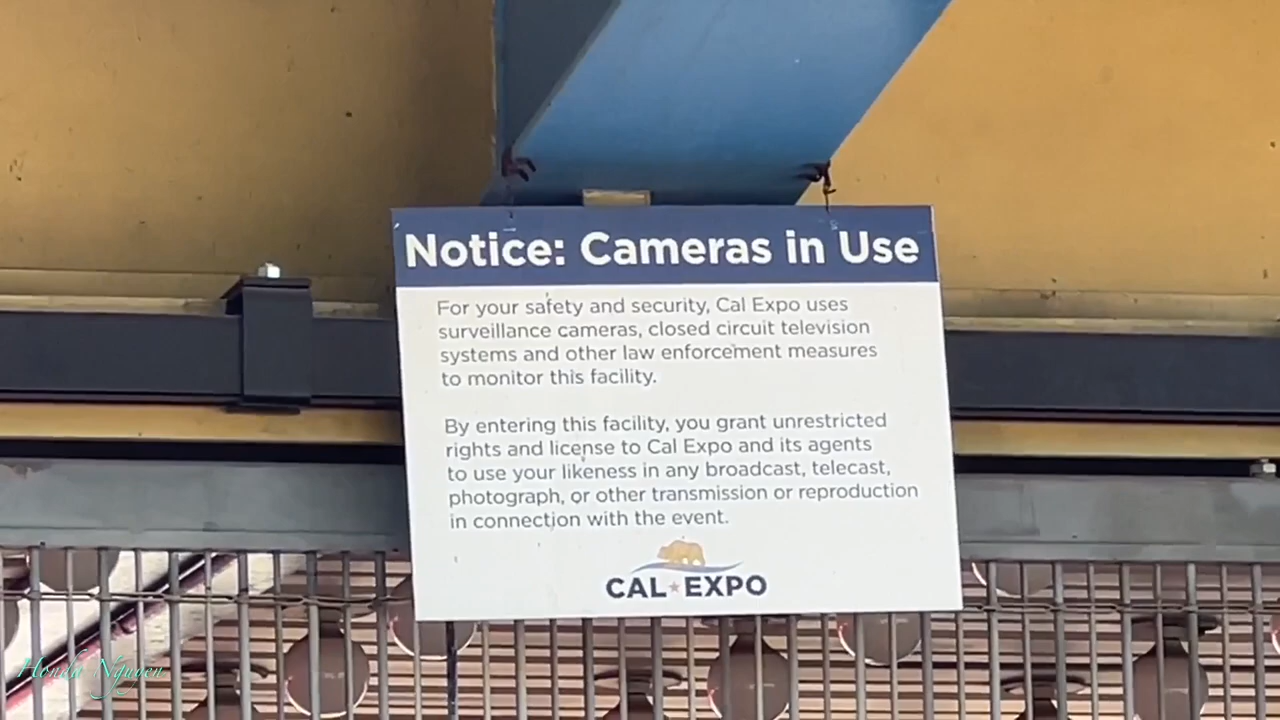 Notice: Cameras in Use
For your safety and security, Cal Expo uses
surveillance cameras, closed circuit television
systems and other law enforcement measures
to monitor this facility.
By entering this facility, you grant unrestricted
rights and license to Cal Expo and its agents
to use your likeness in any broadcast, telecast,
photograph, or other transmission or reproduction
in connection with the event.
CAL EXPO
Honda Nguyen